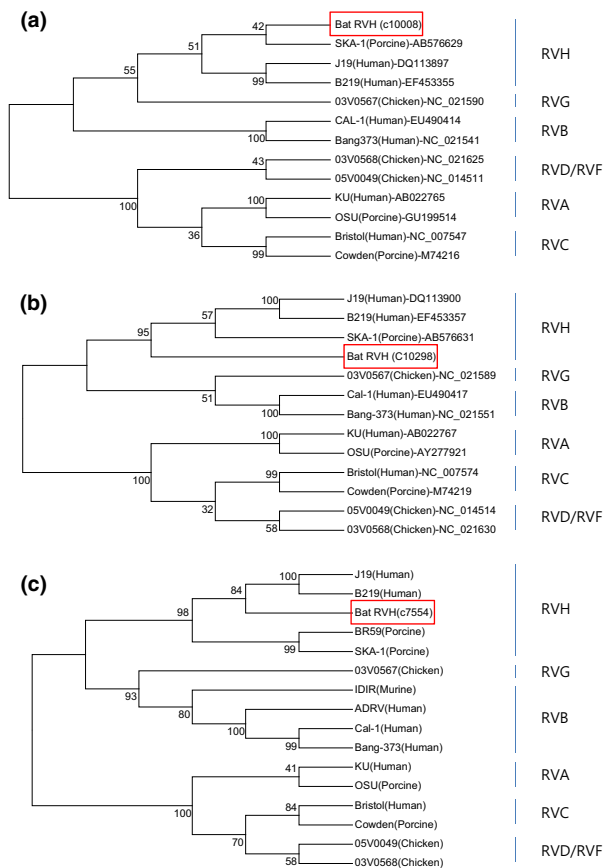 (a)
42
Bat RVH (c10008)
SKA-1(Porcine)-AB576629
51
J19(Human)-DQ113897
99
B219(Human)-EF453355
RVH
55
03V0567(Chicken)-NC_021590
RVG
CAL-1(Human)-EU490414
100
Bang373(Human)-NC_021541
RVB
43
03V0568(Chicken)-NC_021625
05V0049(Chicken)-NC_014511
RVD/RVF
100
100
KU(Human)-AB022765
OSU(Porcine)-GU199514
RVA
36
Bristol(Human)-NC_007547
99
Cowden(Porcine)-M74216
RVC
(b)
100
J19(Human)-DQ113900
B219(Human)-EF453357
57
SKA-1(Porcine)-AB576631
95
Bat RVH (C10298)
RVH
03V0567(Chicken)-NC_021589
RVG
51
Cal-1(Human)-EU490417
100
Bang-373(Human)-NC_021551
RVB
100
KU(Human)-AB022767
100
OSU(Porcine)-AY277921
RVA
99
Bristol(Human)-NC_007574
Cowden(Porcine)-M74219
RVC
32
05V0049(Chicken)-NC_014514
58
03V0568(Chicken)-NC_021630
RVD/RVF
(c)
100
J19(Human)
B219(Human)
84
Bat RVH(c7554)
98
BR59(Porcine)
99
SKA-1(Porcine)
RVH
03V0567(Chicken)
RVG
93
IDIR(Murine)
80
ADRV(Human)
100
Cal-1(Human)
99
Bang-373(Human)
RVB
41
KU(Human)
OSU(Porcine)
RVA
100
84
Bristol(Human)
Cowden(Porcine)
RVC
70
05V0049(Chicken)
58
03V0568(Chicken)
RVD/RVF